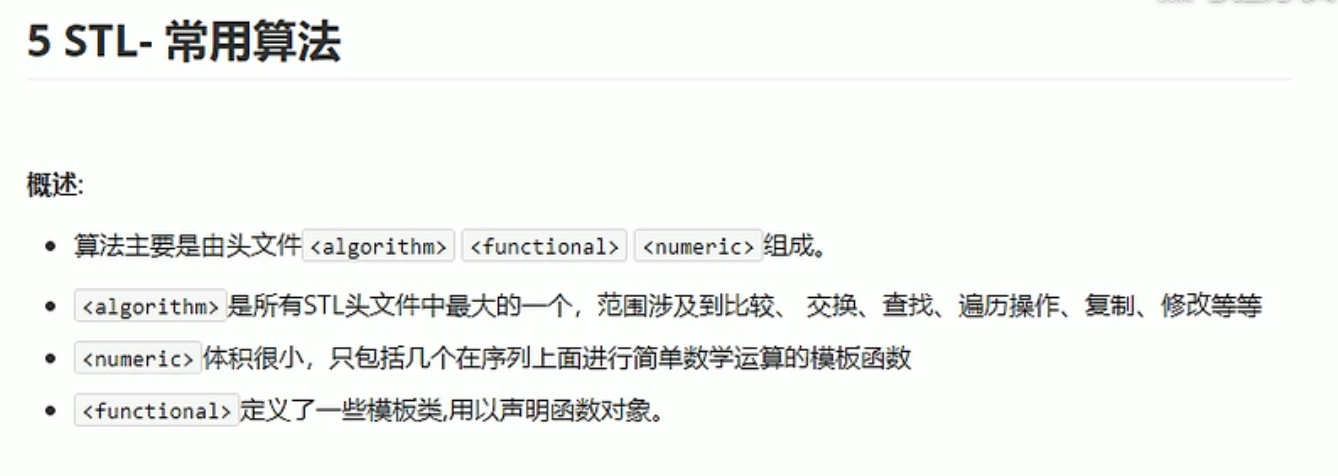 5 STL- 常用算法
概述:
算法主要是由头文件<algorithm> <functional> <numeric>组成。
<algorithm>是所有STL头文件中最大的一个，范围涉及到比较、 交换、查找、遍历操作、复制、修改等等
<numeric>体积很小，只包括几个在序列上面进行简单数学运算的模板函数
<functional>定义了一些模板类,用以声明函数对象。